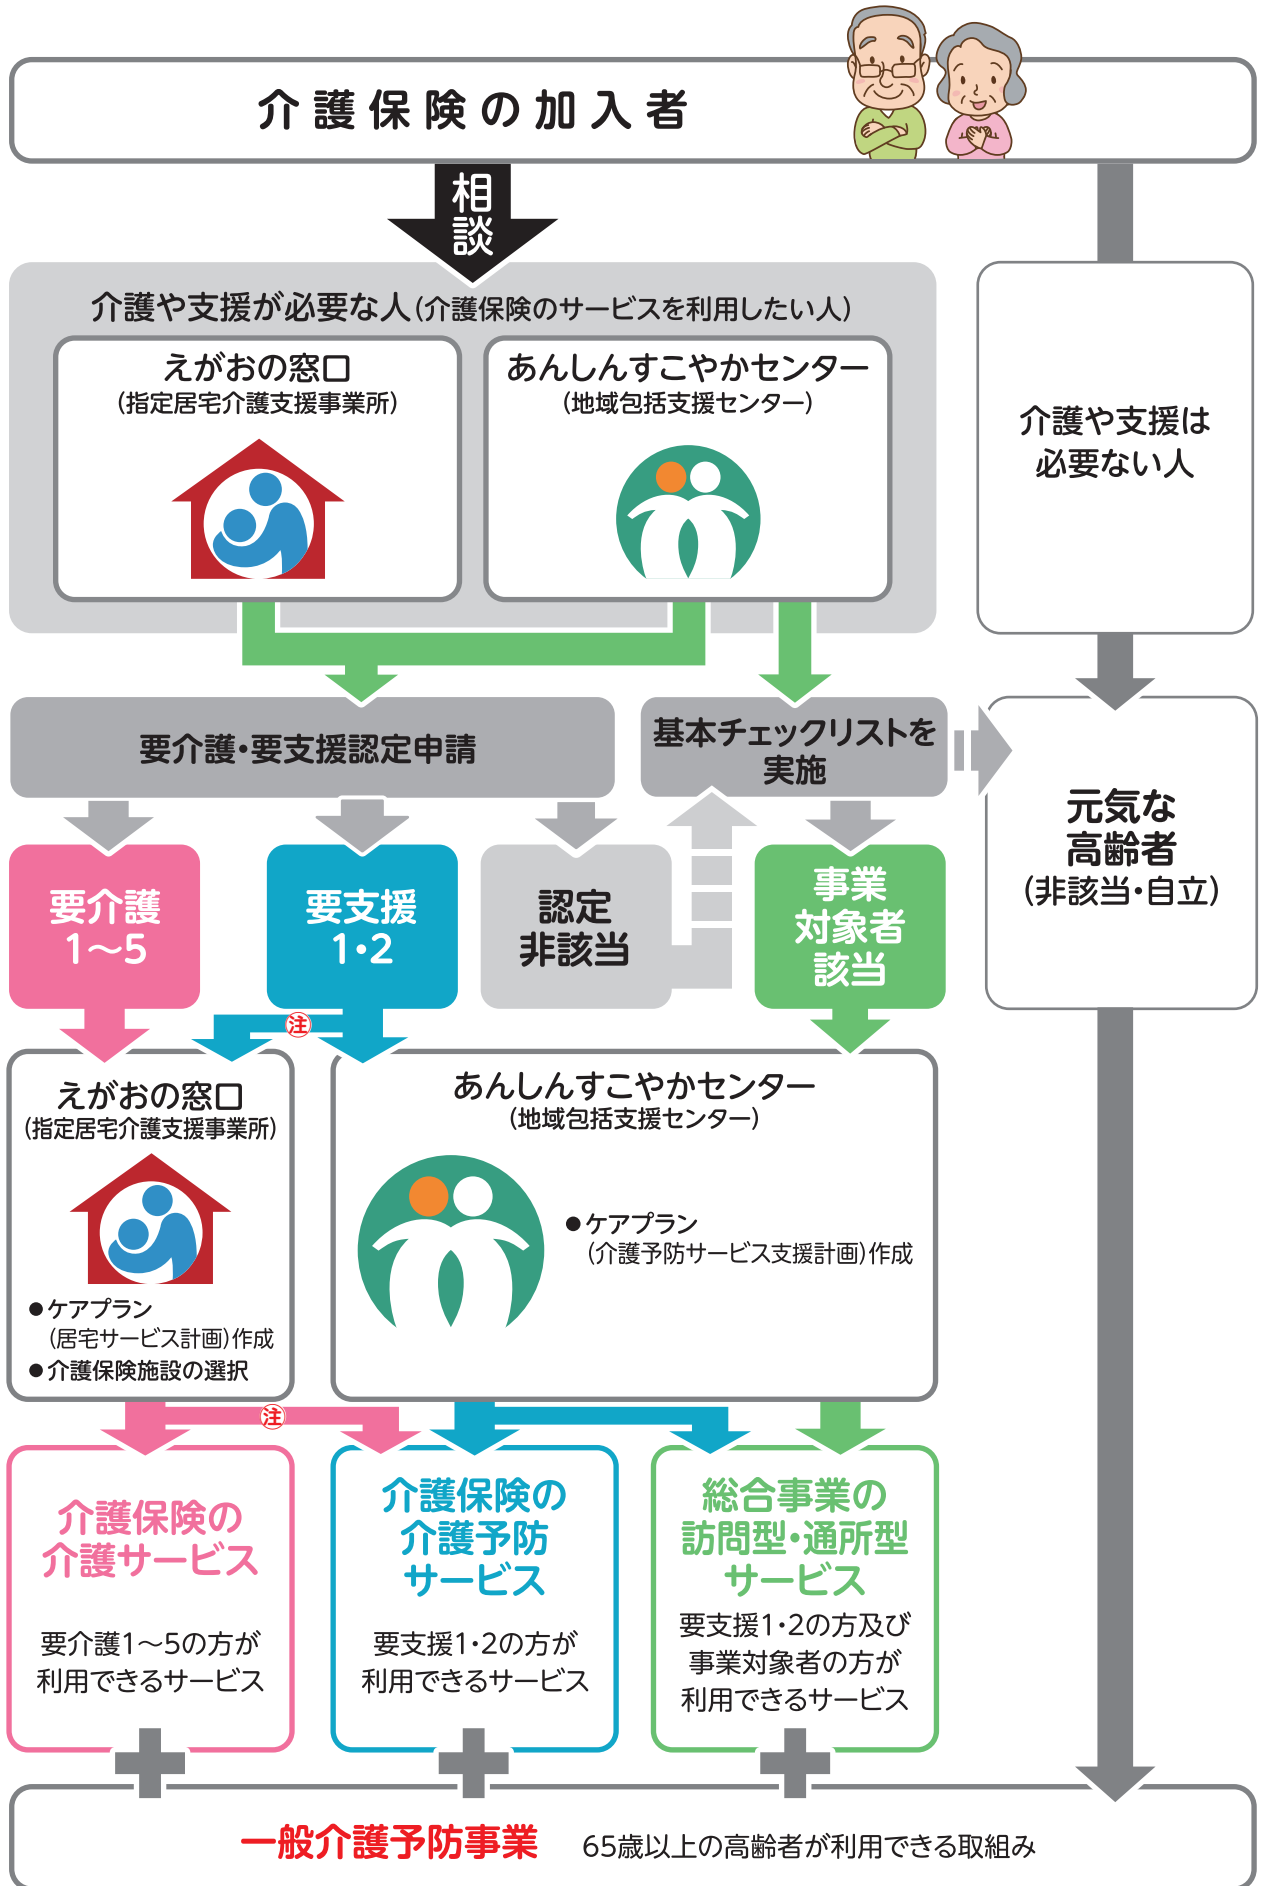 介護保険の加入者
相談
介護や支援が必要な人(介護保険のサービスを利用したい人)
えがおの窓口
(指定居宅介護支援事業所)
あんしんすこやかセンター
(地域包括支援センター)
介護や支援は
必要ない人
要介護・要支援認定申請
基本チェックリストを
実施
元気な
高齢者
(非該当・自立)
要介護
1～5
要支援
1・2
認定
非該当
事業
対象者
該当
注
えがおの窓口
(指定居宅介護支援事業所)
●ケアプラン
(居宅サービス計画)作成
●介護保険施設の選択
あんしんすこやかセンター
(地域包括支援センター)
●ケアプラン
(介護予防サービス支援計画)作成
注
介護保険の
介護サービス
要介護1～5の方が
利用できるサービス
介護保険の
介護予防
サービス
要支援1・2の方が
利用できるサービス
総合事業の
訪問型・通所型
サービス
要支援1・2の方及び
事業対象者の方が
利用できるサービス
一般介護予防事業 65歳以上の高齢者が利用できる取組み